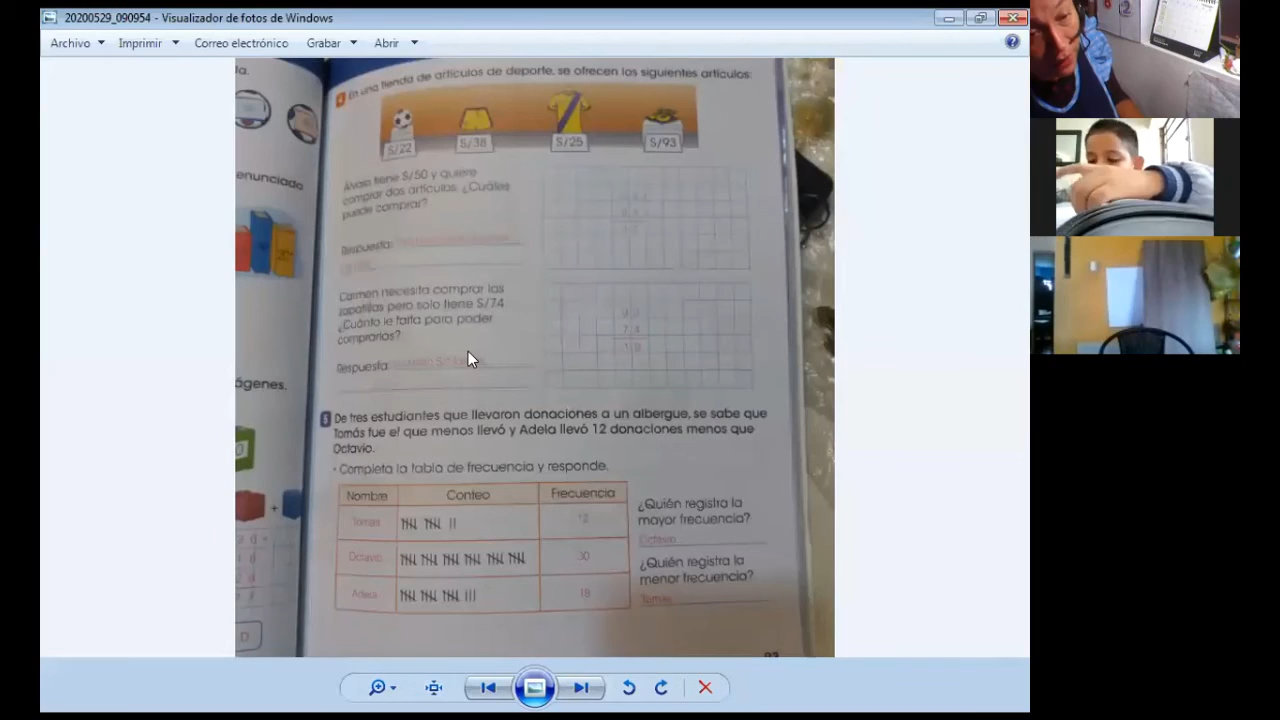 20200529_090954 - Visualizador de fotos de Windows
Archivo Imprimir Correo electrónico Grabar Abrir
a.
enunciado
ágenes.
D
4 En una tienda de artículos de deporte, se ofrecen los siguientes artículos:
S/22 S/38 S/25 S/93
Álvaro tiene S/50 y quiere
comprar dos artículos. ¿Cuáles
puede comprar?
Respuesta:
Carmen necesita comprar las
zapatillas pero solo tiene S/74
¿Cuánto le falta para poder
comprarlas?
Respuesta:
5 De tres estudiantes que llevaron donaciones a un albergue, se sabe que
Tomás fue el que menos llevó y Adela llevó 12 donaciones menos que
Octavio.
• Completa la tabla de frecuencia y responde.
Nombre Conteo Frecuencia
Tomás 12
Octavio 30
Adela 18
¿Quién registra la
mayor frecuencia?
Octavio
¿Quién registra la
menor frecuencia?
Tomás